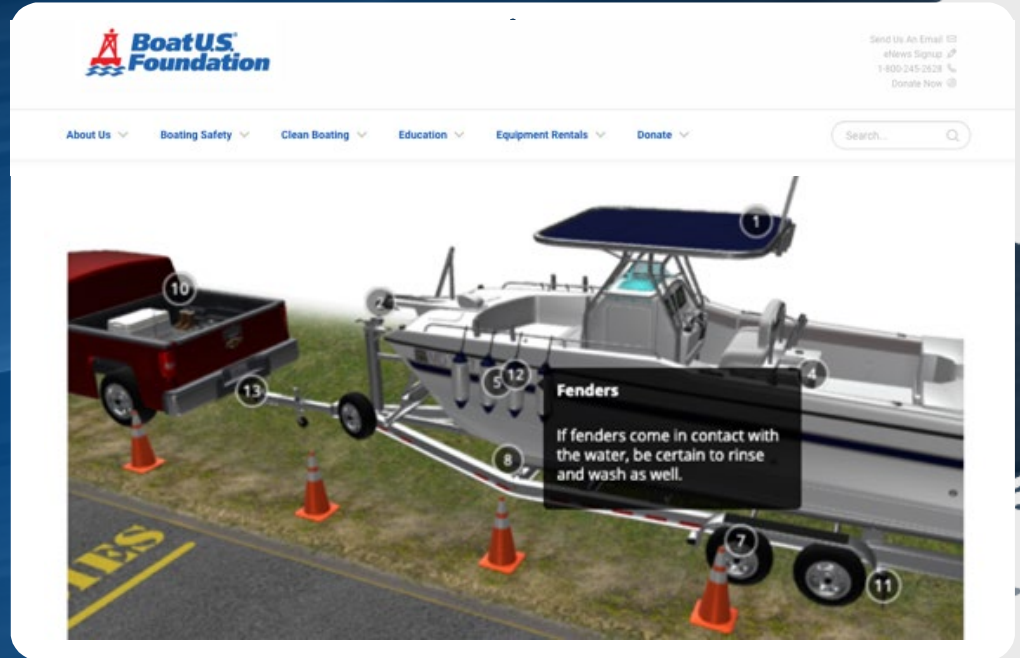 BoatU.S.
Foundation
Send Us An Email
eNews Signup
1-800-245-2628
Donate Now
About Us
Boating Safety
Clean Boating
Education
Equipment Rentals
Donate
Search...
1
10
2
12
5
4
13
Fenders
If fenders come in contact with
the water, be certain to rinse
and wash as well.
8
7
11